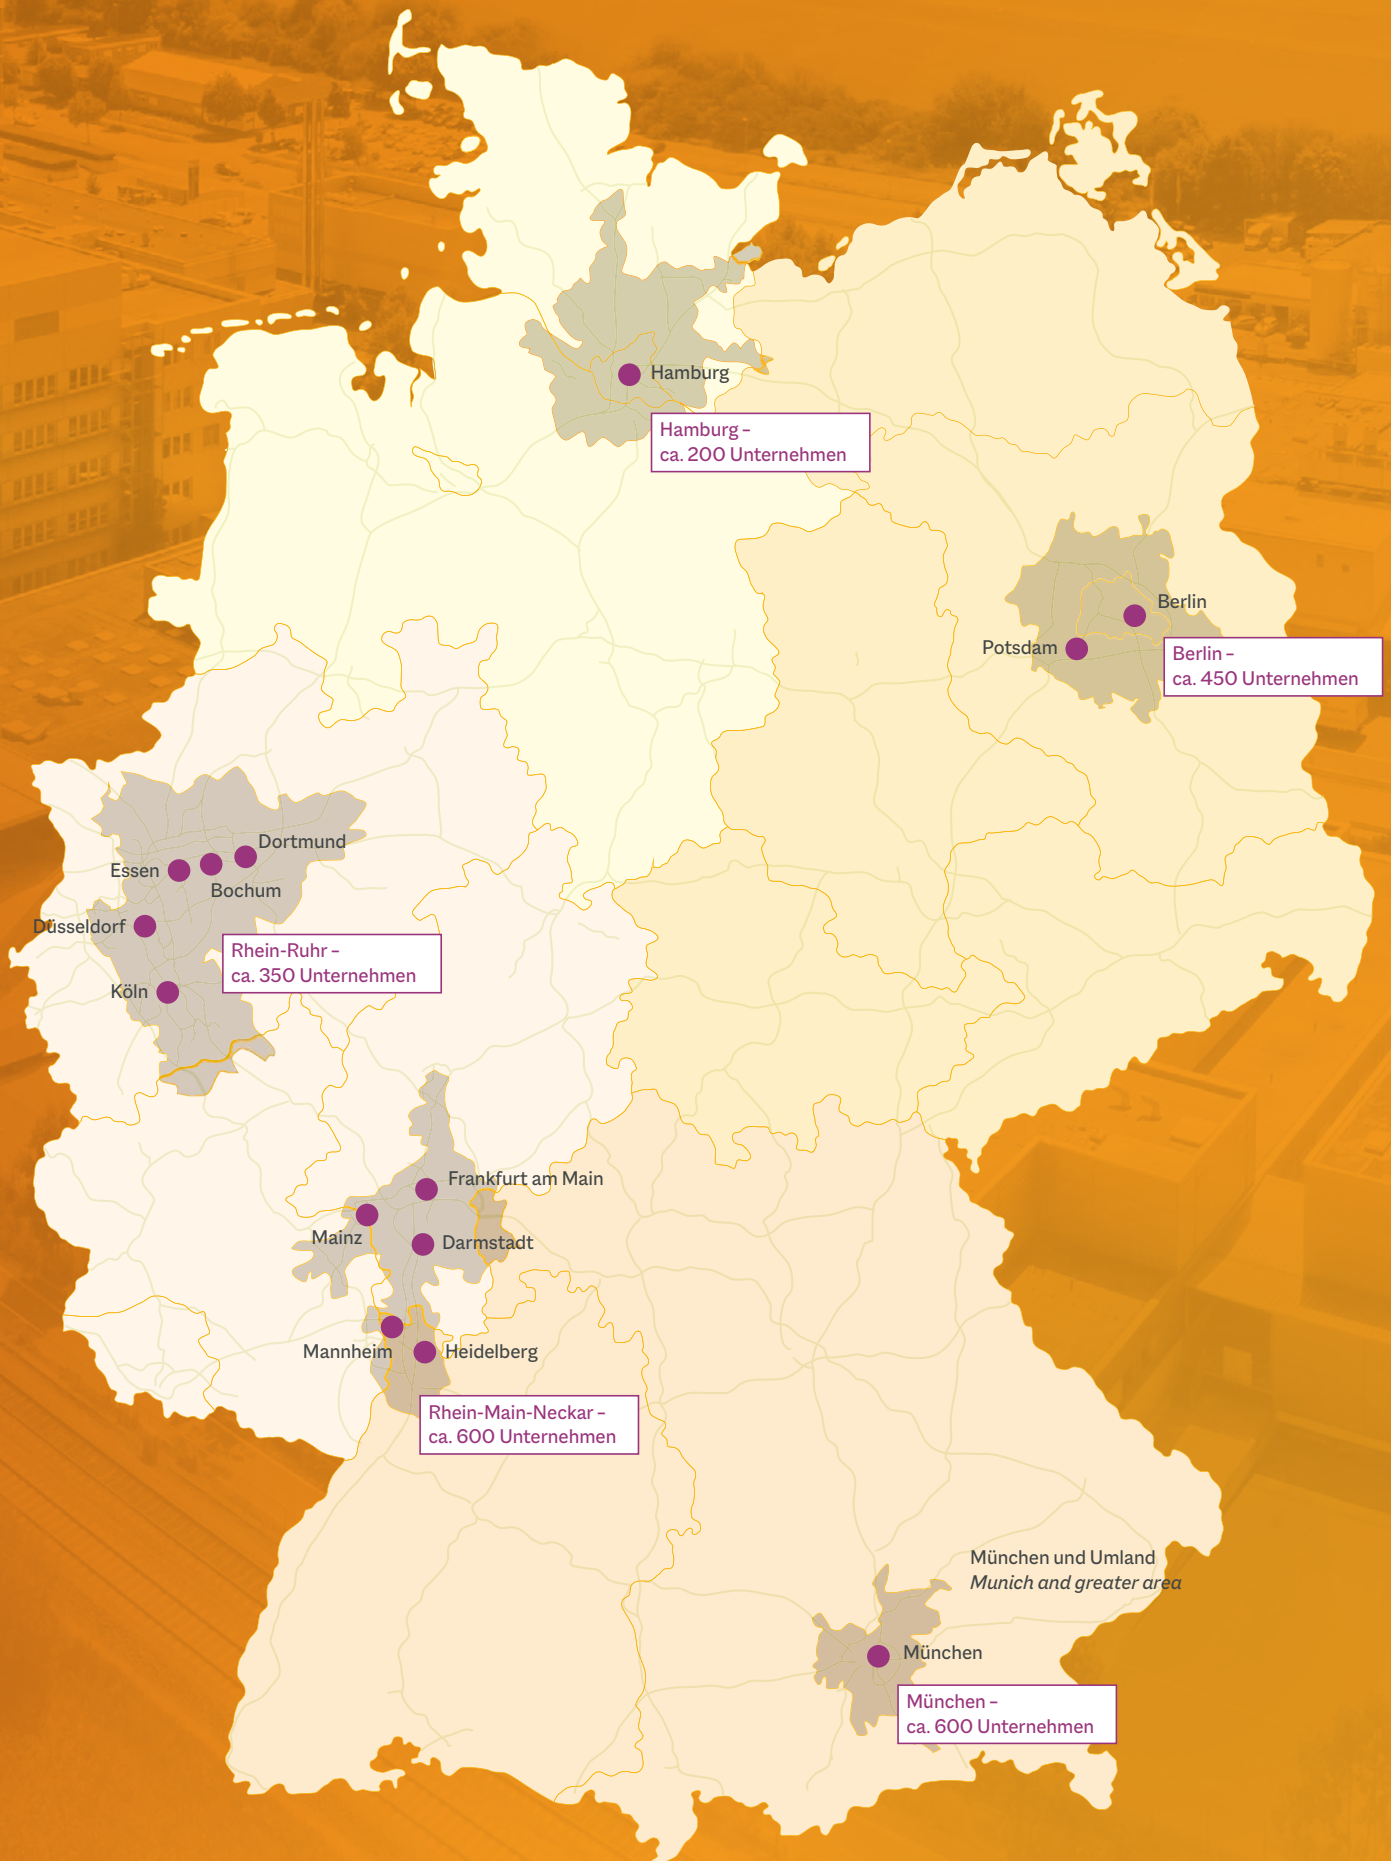 Hamburg
Hamburg –
ca. 200 Unternehmen
Berlin
Potsdam
Berlin –
ca. 450 Unternehmen
Dortmund
Essen
Bochum
Düsseldorf
Rhein-Ruhr –
ca. 350 Unternehmen
Köln
Frankfurt am Main
Mainz
Darmstadt
Mannheim
Heidelberg
Rhein-Main-Neckar –
ca. 600 Unternehmen
München und Umland
Munich and greater area
München
München –
ca. 600 Unternehmen